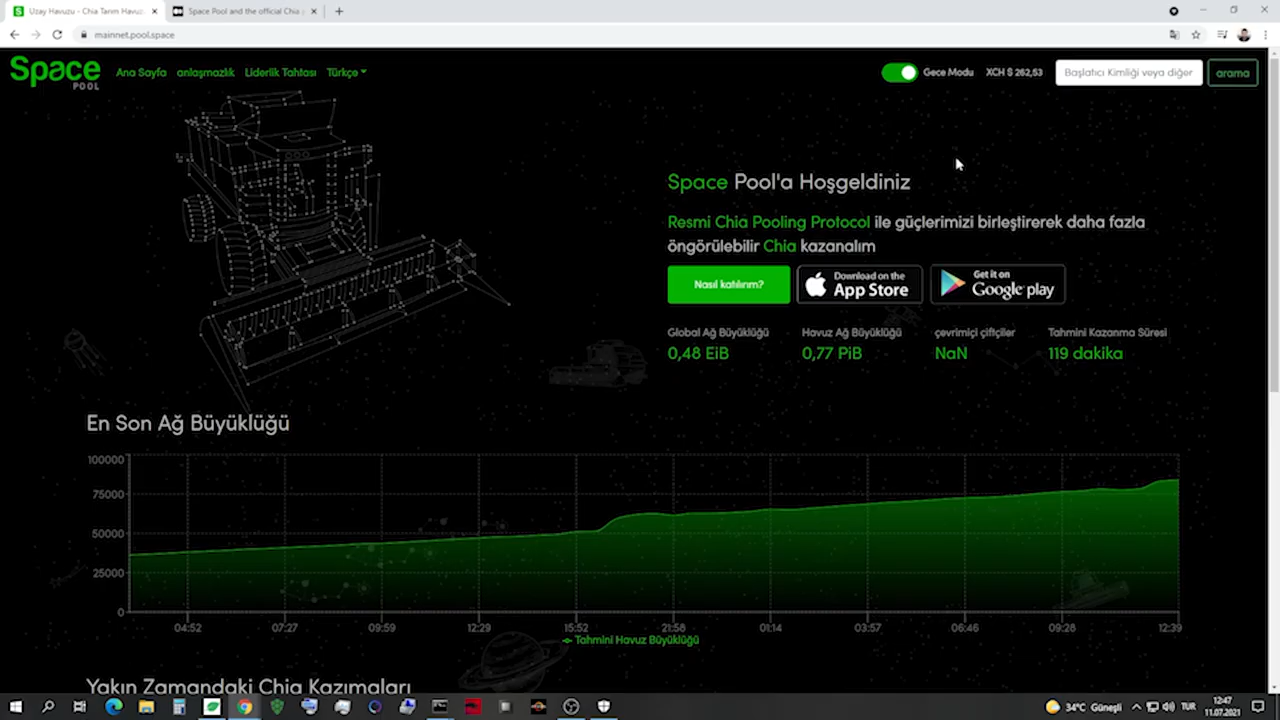 Uzay Havuzu - Chia Tarım Havuz
Space Pool and the official Chia
mainnet.pool.space
Space
POOL
Ana Sayfa anlaşmazlık Liderlik Tahtası Türkçe
Gece Modu XCH $ 262,53 Başlatıcı Kimliği veya diğer arama
Space Pool'a Hoşgeldiniz
Resmi Chia Pooling Protocol ile güçlerimizi birleştirerek daha fazla
öngörülebilir Chia kazanalım
Nasıl katılırım?
Download on the
App Store
Get it on
Google play
Global Ağ Büyüklüğü Havuz Ağ Büyüklüğü çevrimiçi çiftçiler Tahmini Kazanma Süresi
0,48 EiB 0,77 PiB NaN 119 dakika
En Son Ağ Büyüklüğü
100000
75000
50000
25000
0
04:52 07:27 09:59 12:29 15:52 21:58 01:14 03:57 06:46 09:28 12:39
Tahmini Havuz Büyüklüğü
Yakın Zamandaki Chia Kazımaları
34°C Güneşli TUR 12:47
11.07.2021